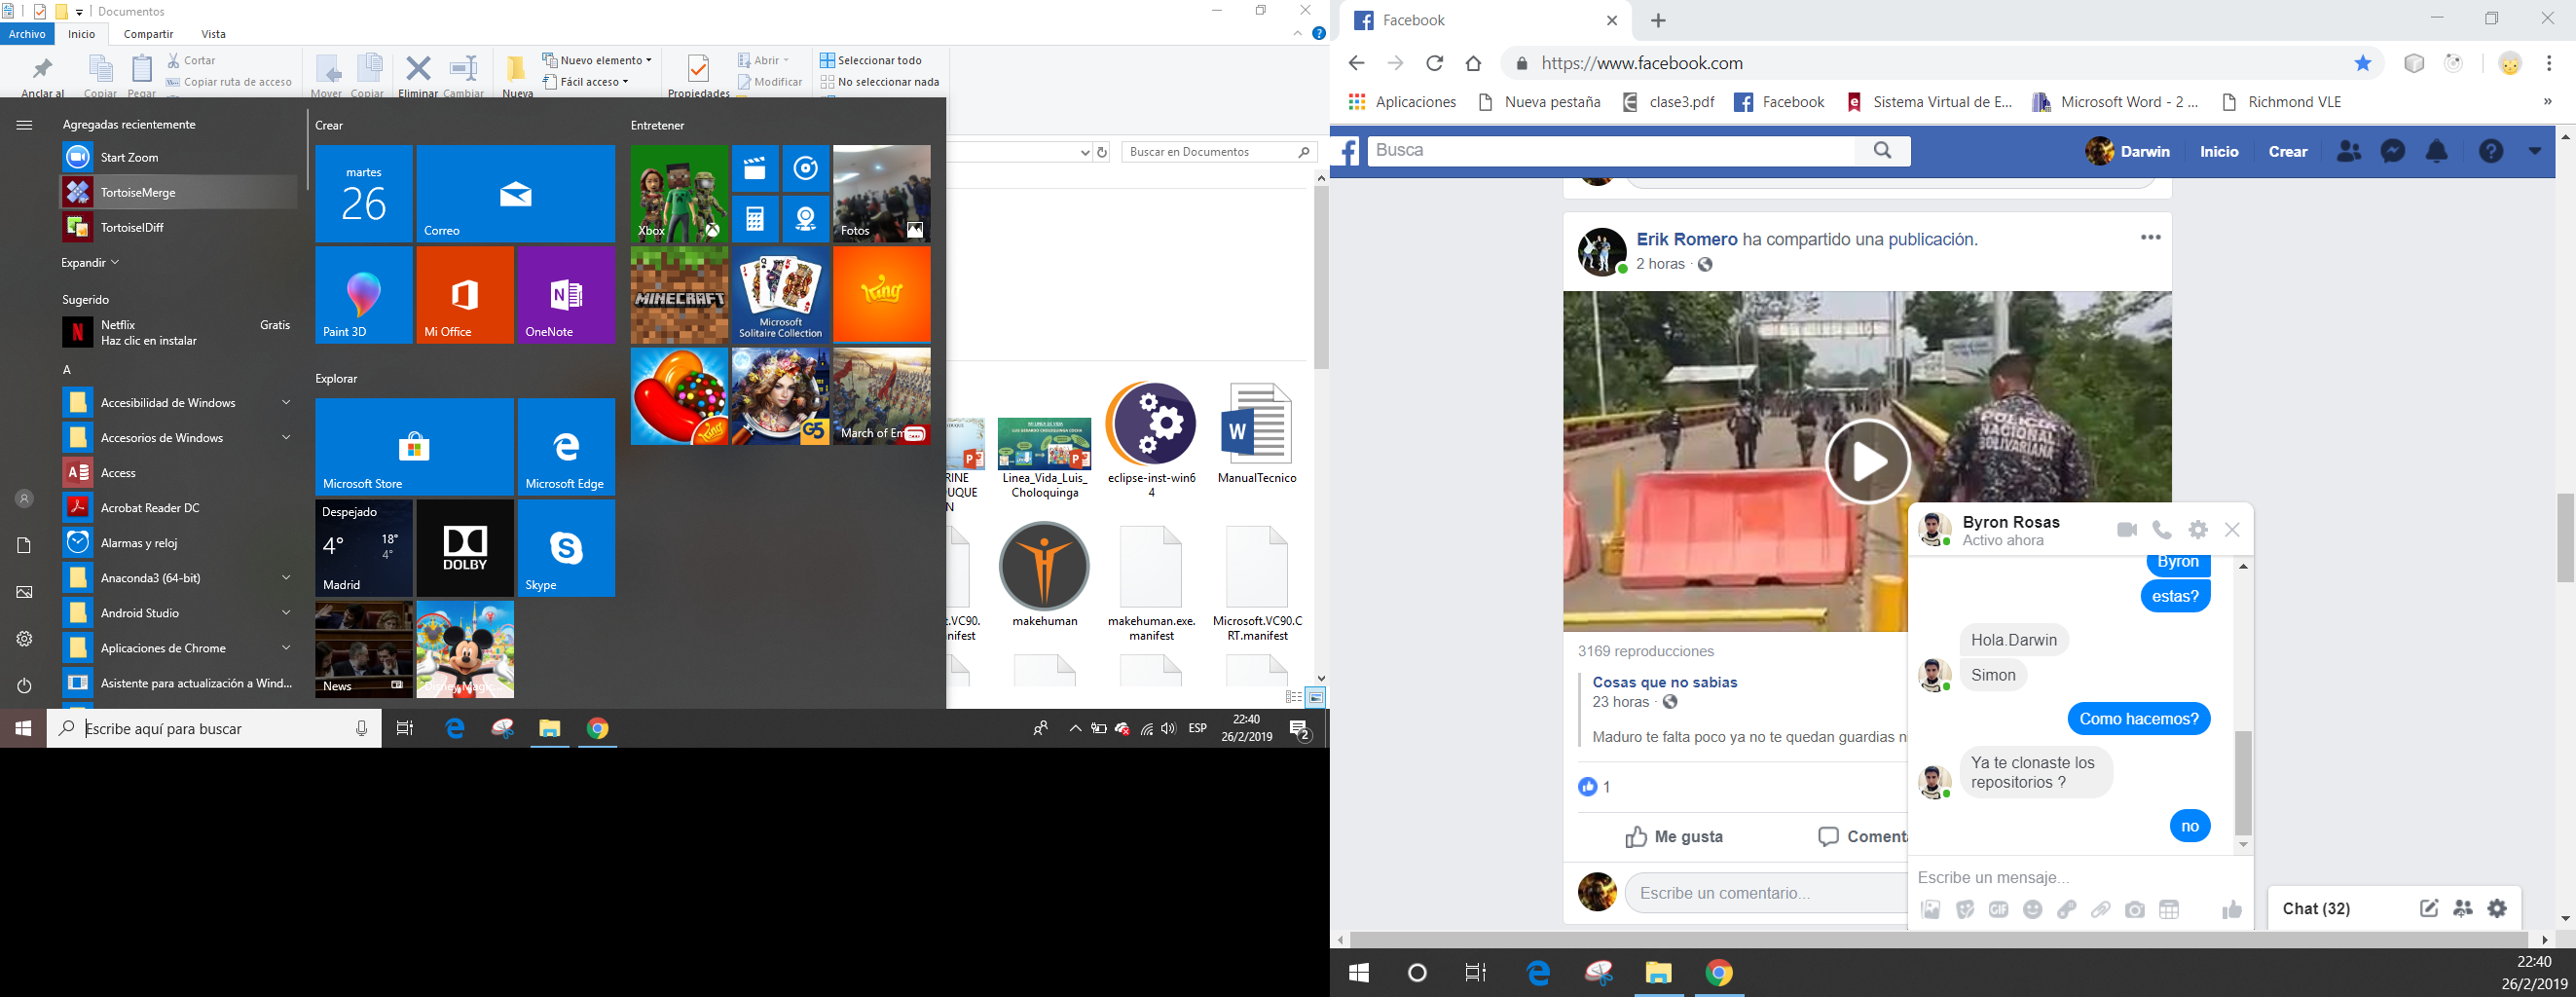 Documentos
Archivo
Inicio
Compartir
Vista
Cortar
Copiar ruta de acceso
Anclar al
Copiar
Pegar
Mover
Copiar
Eliminar
Cambiar
Nuevo elemento
Fácil acceso
Nueva
Abrir
Modificar
Propiedades
Seleccionar todo
No seleccionar nada
Buscar en Documentos
Agregadas recientemente
Start Zoom
TortoiseMerge
TortoiseIDiff
Expandir
Sugerido
Netflix
Gratis
Haz clic en instalar
A
Accesibilidad de Windows
Accesorios de Windows
Access
Acrobat Reader DC
Alarmas y reloj
Anaconda3 (64-bit)
Android Studio
Aplicaciones de Chrome
Asistente para actualización a Wind...
Crear
martes
26
Correo
Paint 3D
Mi Office
OneNote
Explorar
Microsoft Store
Microsoft Edge
Despejado
4°
18°
4°
Madrid
DOLBY
Skype
News
Entretener
Xbox
Fotos
MINECRAFT
Microsoft
Solitaire Collection
King
King
G5
March of Em
RINE
UQUE
N
Linea_Vida_Luis_
Choloquinga
eclipse-inst-win6
4
ManualTecnico
t.VC90.
nifest
makehuman
makehuman.exe.
manifest
Microsoft.VC90.C
RT.manifest
Escribe aquí para buscar
ESP
22:40
26/2/2019
2
Facebook
https://www.facebook.com
Aplicaciones
Nueva pestaña
clase3.pdf
Facebook
Sistema Virtual de E...
Microsoft Word - 2 ...
Richmond VLE
»
Busca
Darwin
Inicio
Crear
Erik Romero ha compartido una publicación.
2 horas ·
POLICIA
NACIONAL
BOLIVARIANA
3169 reproducciones
Cosas que no sabias
23 horas ·
Maduro te falta poco ya no te quedan guardias n
1
Me gusta
Coment
Escribe un comentario...
Byron Rosas
Activo ahora
Byron
estas?
Hola.Darwin
Simon
Como hacemos?
Ya te clonaste los
repositorios ?
no
Escribe un mensaje...
GIF
Chat (32)
22:40
26/2/2019